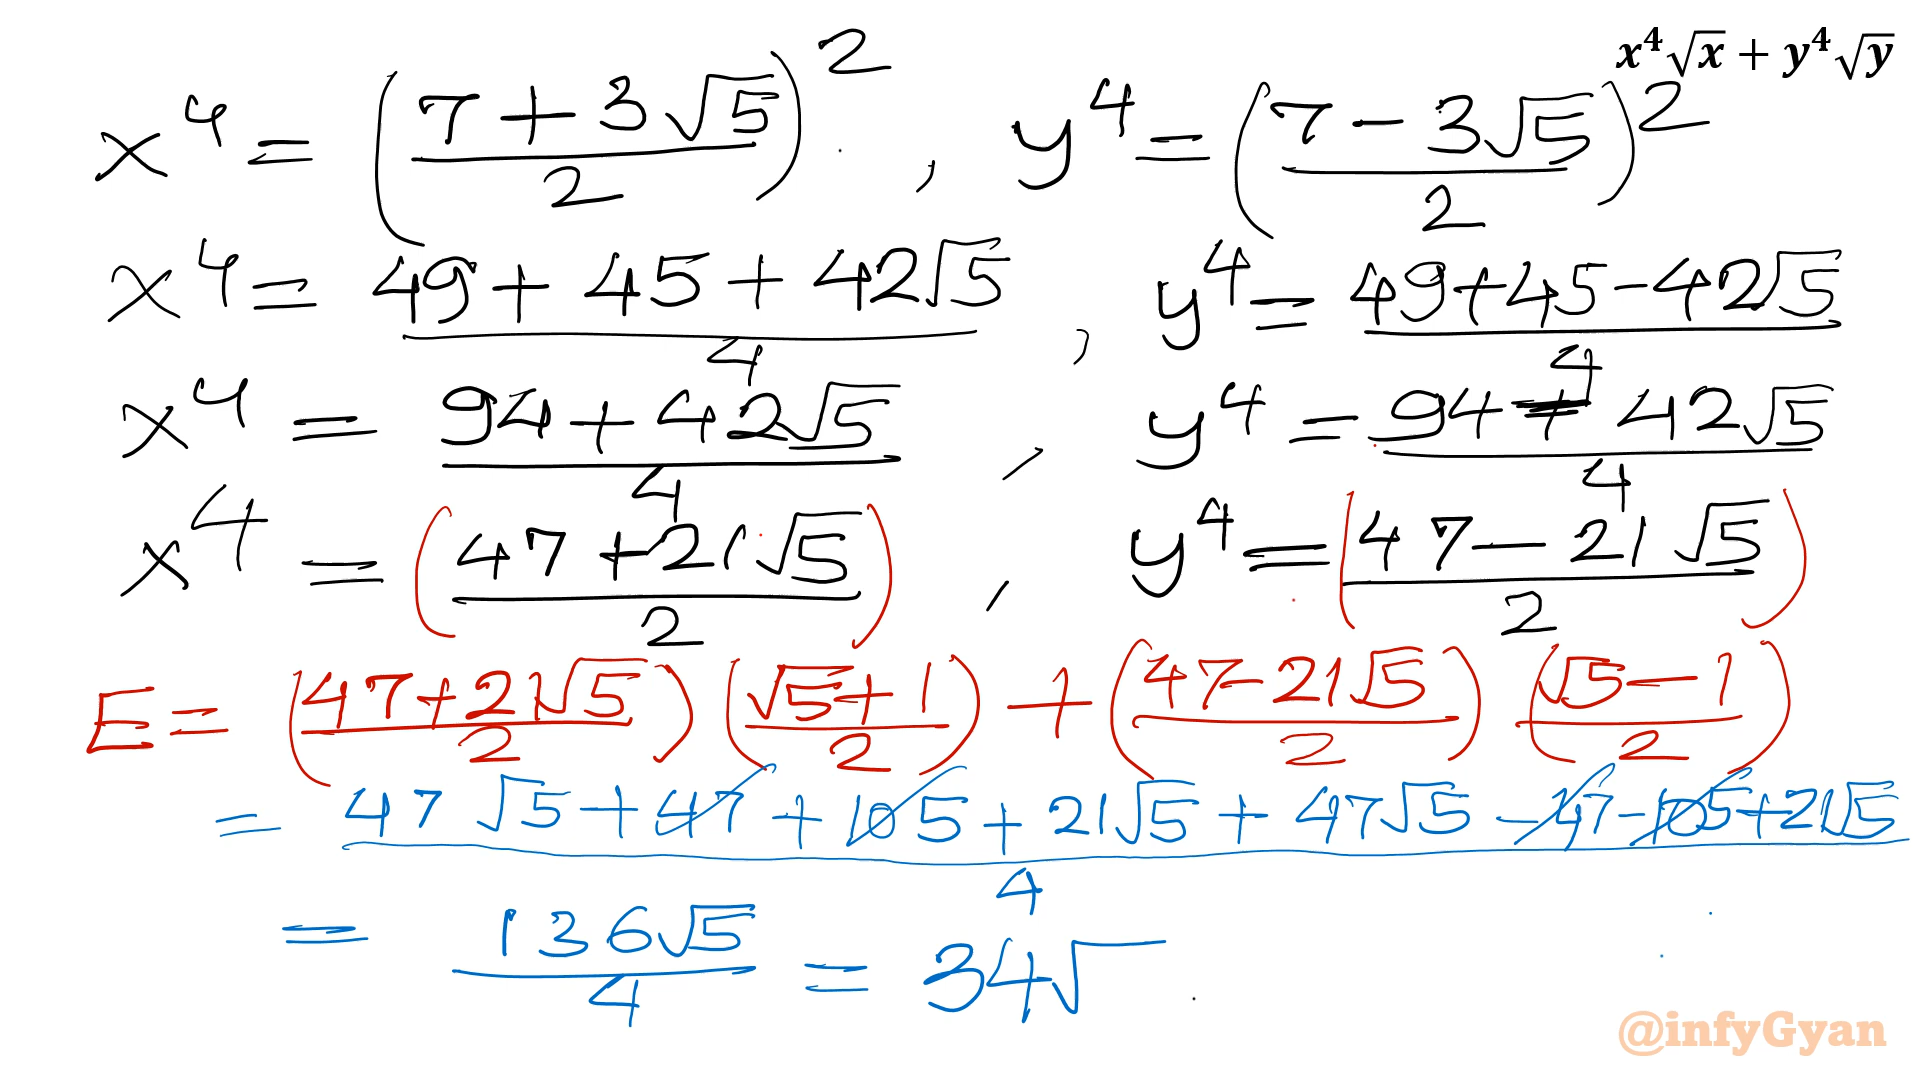 x⁴√x + y⁴√y
x⁴ = ((7 + 3√5)/2)² , y⁴ = ((7 − 3√5)/2)²
x⁴ = (49 + 45 + 42√5)/4 , y⁴ = (49 + 45 − 42√5)/4
x⁴ = (94 + 42√5)/4 , y⁴ = (94 − 42√5)/4
x⁴ = ((47 + 21√5)/2) , y⁴ = ((47 − 21√5)/2)
E = ((47 + 21√5)/2) ((√5 + 1)/2) + ((47 − 21√5)/2) ((√5 − 1)/2)
= (47√5 + 47 + 105 + 21√5 + 47√5 − 47 − 105 + 21√5)/4
= 136√5/4 = 34√
@infyGyan